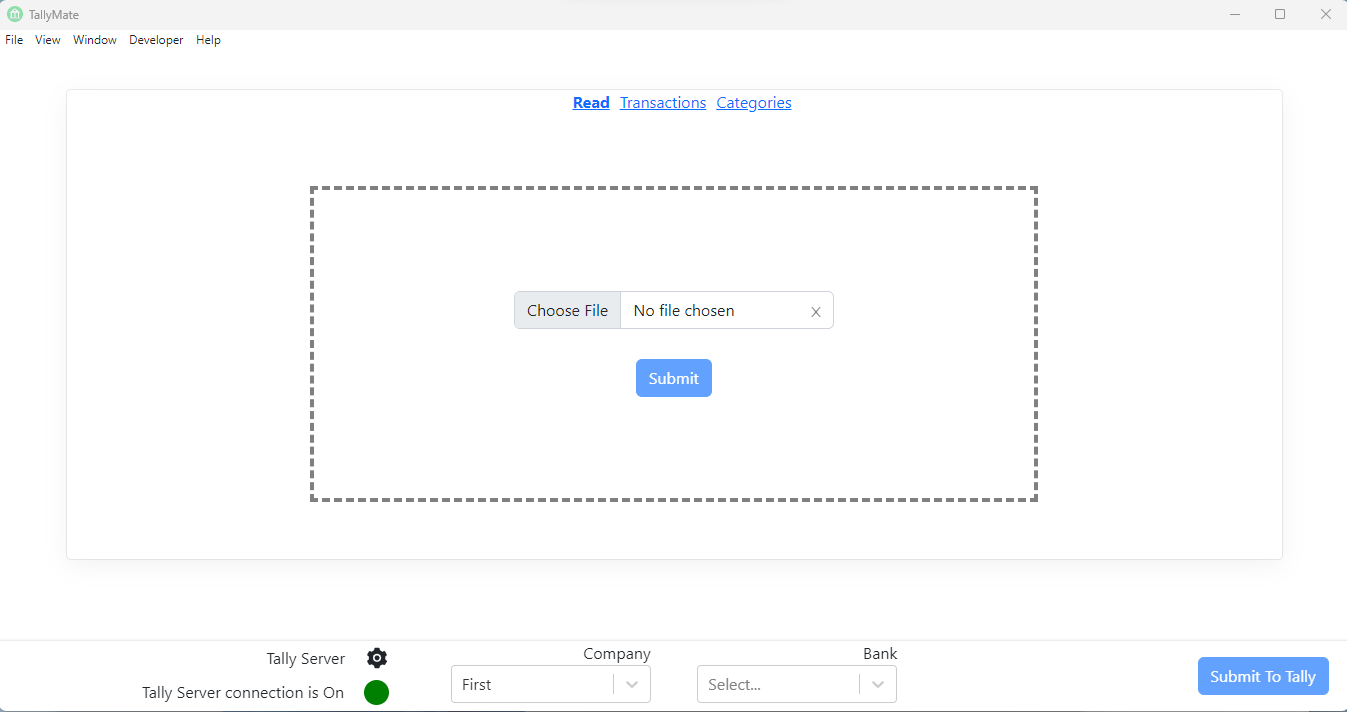 TallyMate
File View Window Developer Help
Read Transactions Categories
Choose File No file chosen x
Submit
Tally Server
Tally Server connection is On
Company
First
Bank
Select...
Submit To Tally